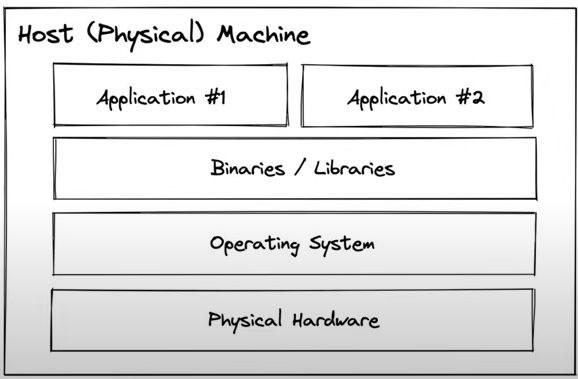 Host (Physical) Machine
Application #1
Application #2
Binaries / Libraries
Operating System
Physical Hardware